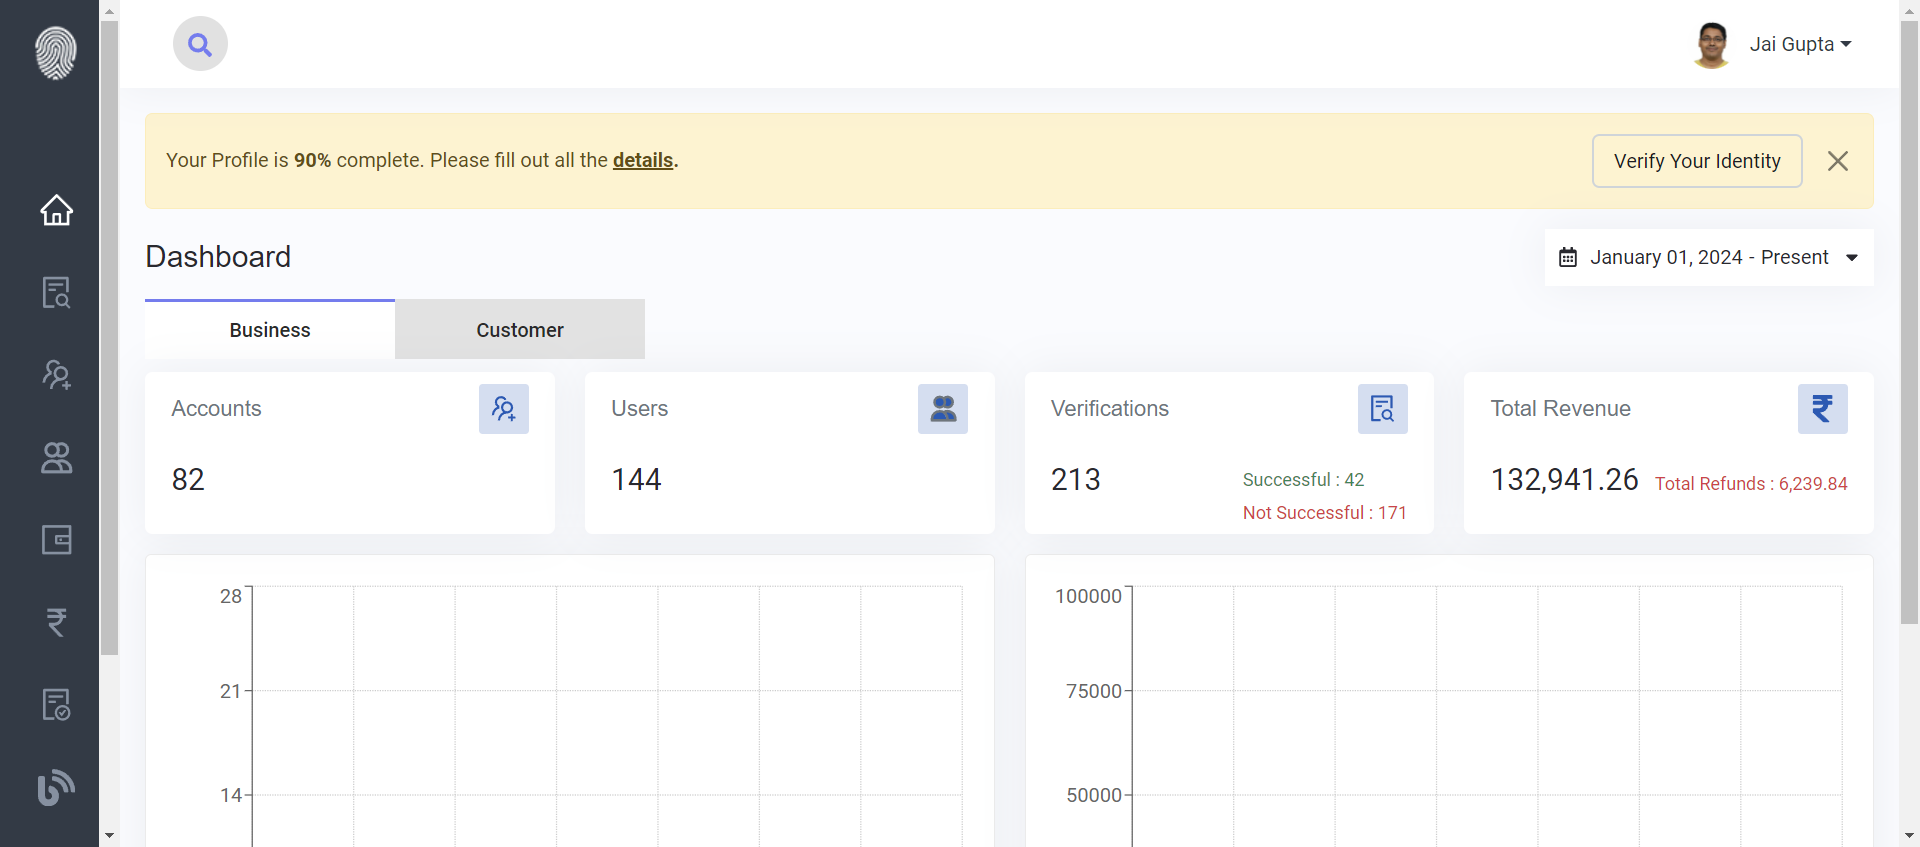 Jai Gupta
Your Profile is 90% complete. Please fill out all the details.
Verify Your Identity
Dashboard
January 01, 2024 - Present
Business
Customer
Accounts
82
Users
144
Verifications
213
Successful : 42
Not Successful : 171
Total Revenue
132,941.26
Total Refunds : 6,239.84
28
21
14
100000
75000
50000